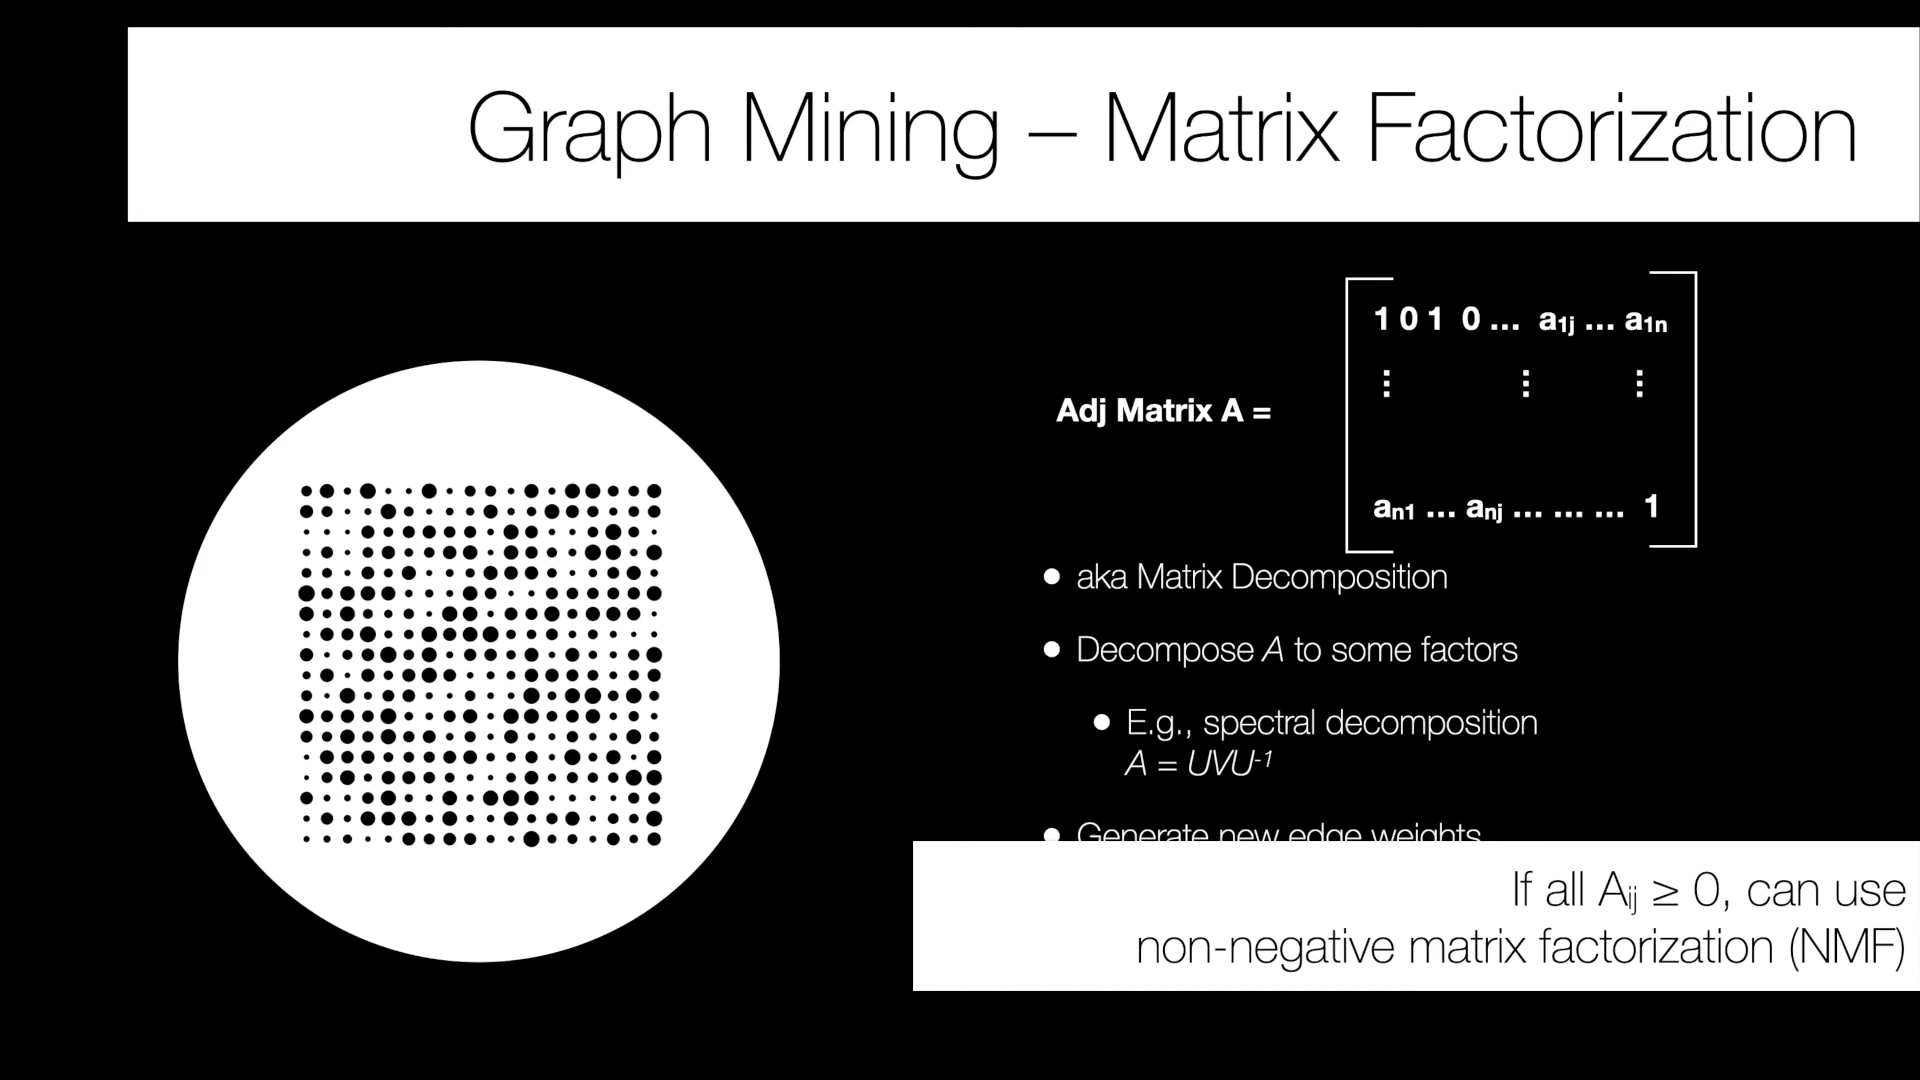 Graph Mining – Matrix Factorization
1 0 1 0 ... a1j ... a1n
⋮ ⋮ ⋮
Adj Matrix A =
an1 ... anj ... ... ... 1
• aka Matrix Decomposition
• Decompose A to some factors
• E.g., spectral decomposition
A = UVU-1
• Generate new edge weights
If all Aij ≥ 0, can use
non-negative matrix factorization (NMF)